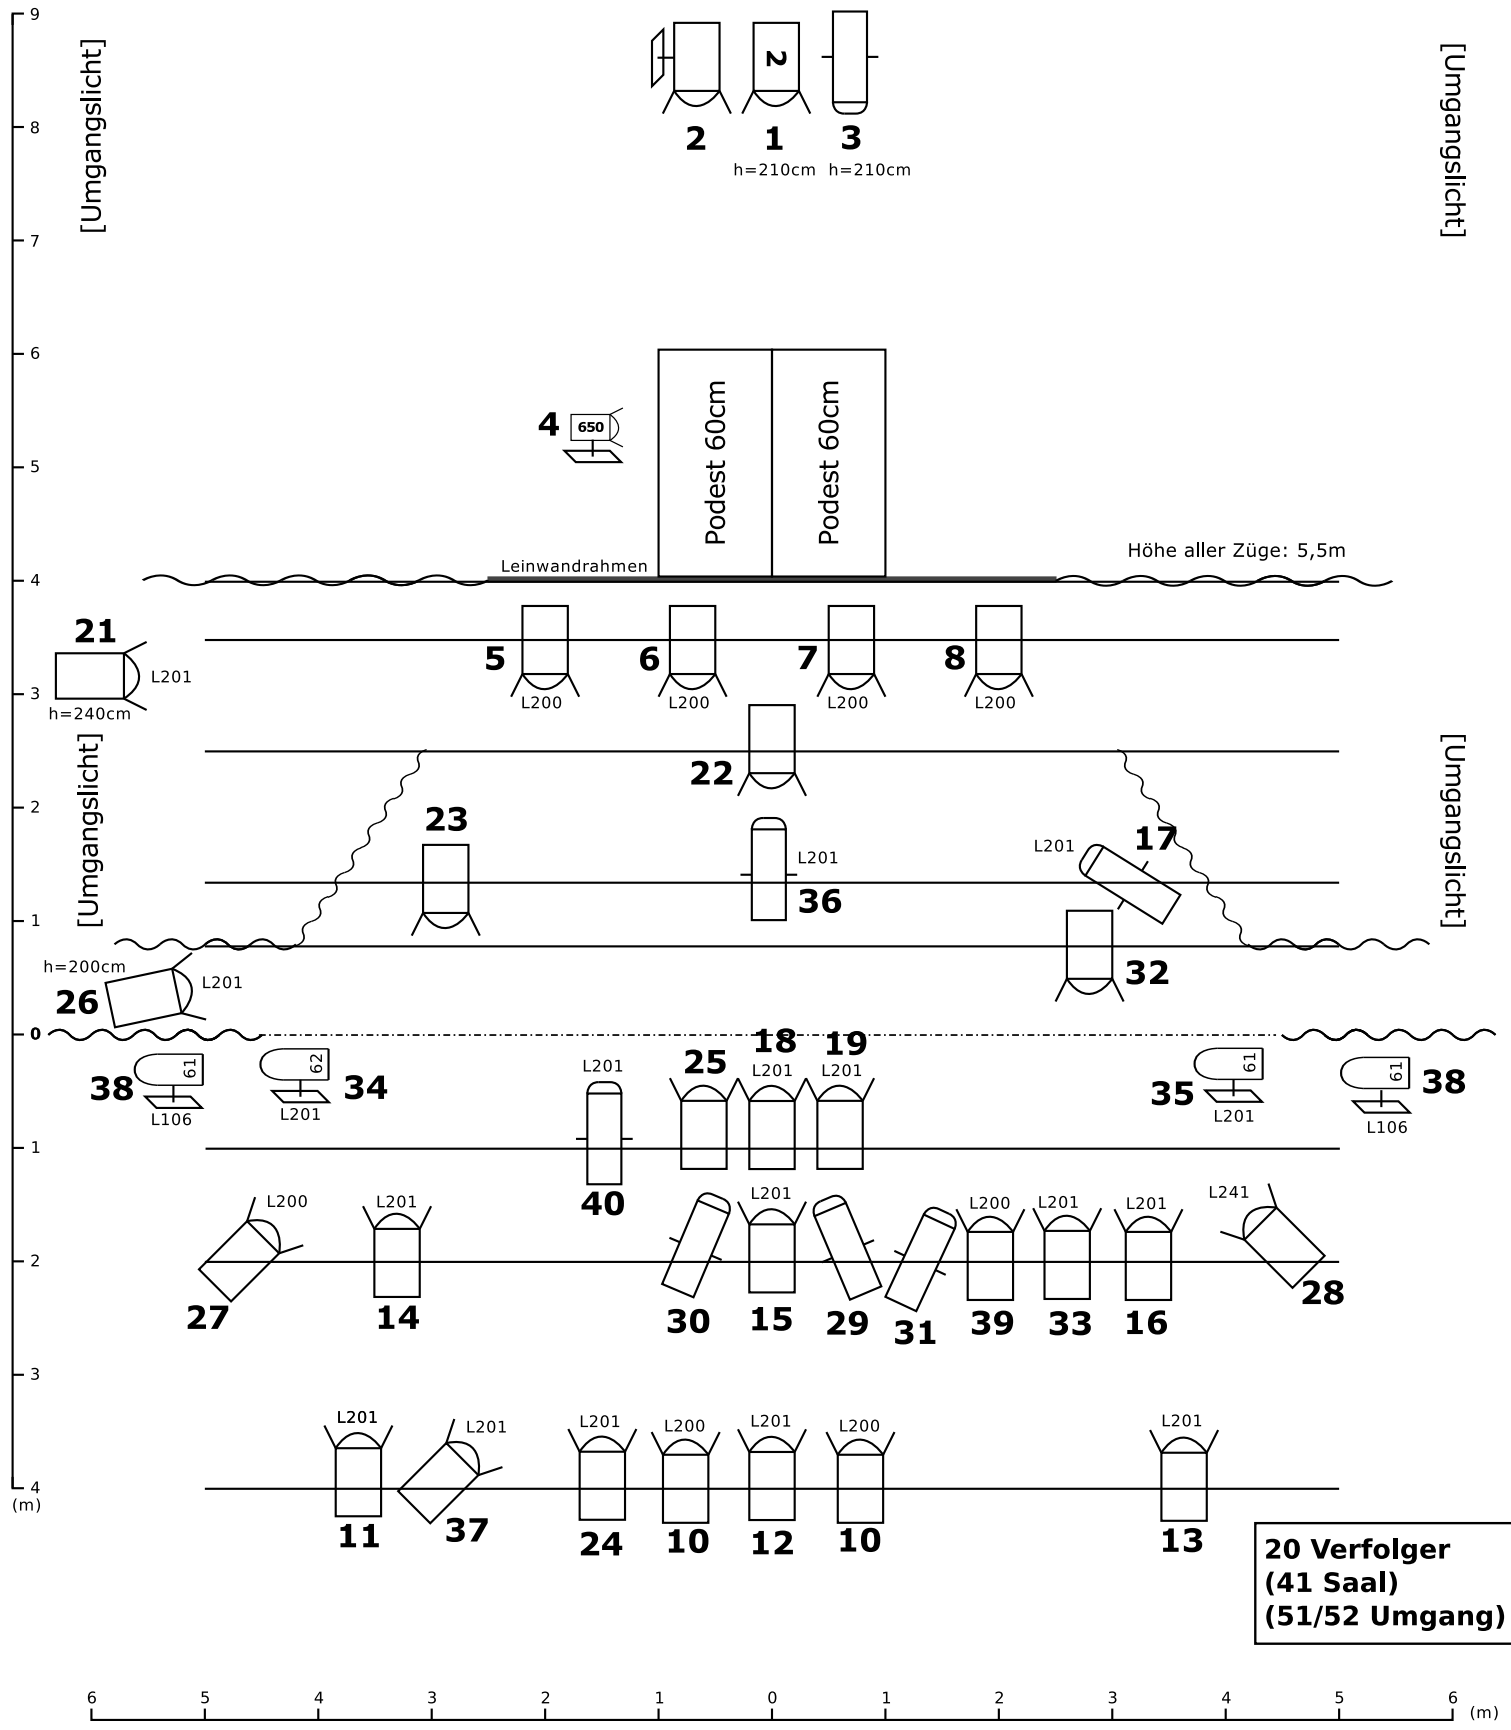 9
[Umgangslicht]
[Umgangslicht]
2
8
2
1
3
h=210cm
h=210cm
7
6
Podest 60cm
Podest 60cm
4
650
5
Höhe aller Züge: 5,5m
Leinwandrahmen
4
21
L201
h=240cm
5
6
7
8
3
L200
L200
L200
L200
[Umgangslicht]
[Umgangslicht]
22
2
23
L201
17
L201
36
1
h=200cm
L201
26
32
0
18
25
19
L201
L201
L201
38
61
62
34
35
61
61
38
L106
L201
L201
L106
1
40
L200
L201
L201
L200
L201
L201
L241
2
27
14
30
15
29
31
39
33
16
28
3
L201
L201
L201
L200
L201
L200
L201
4
(m)
11
37
24
10
12
10
13
20 Verfolger
(41 Saal)
(51/52 Umgang)
6 5 4 3 2 1 0 1 2 3 4 5 6 (m)